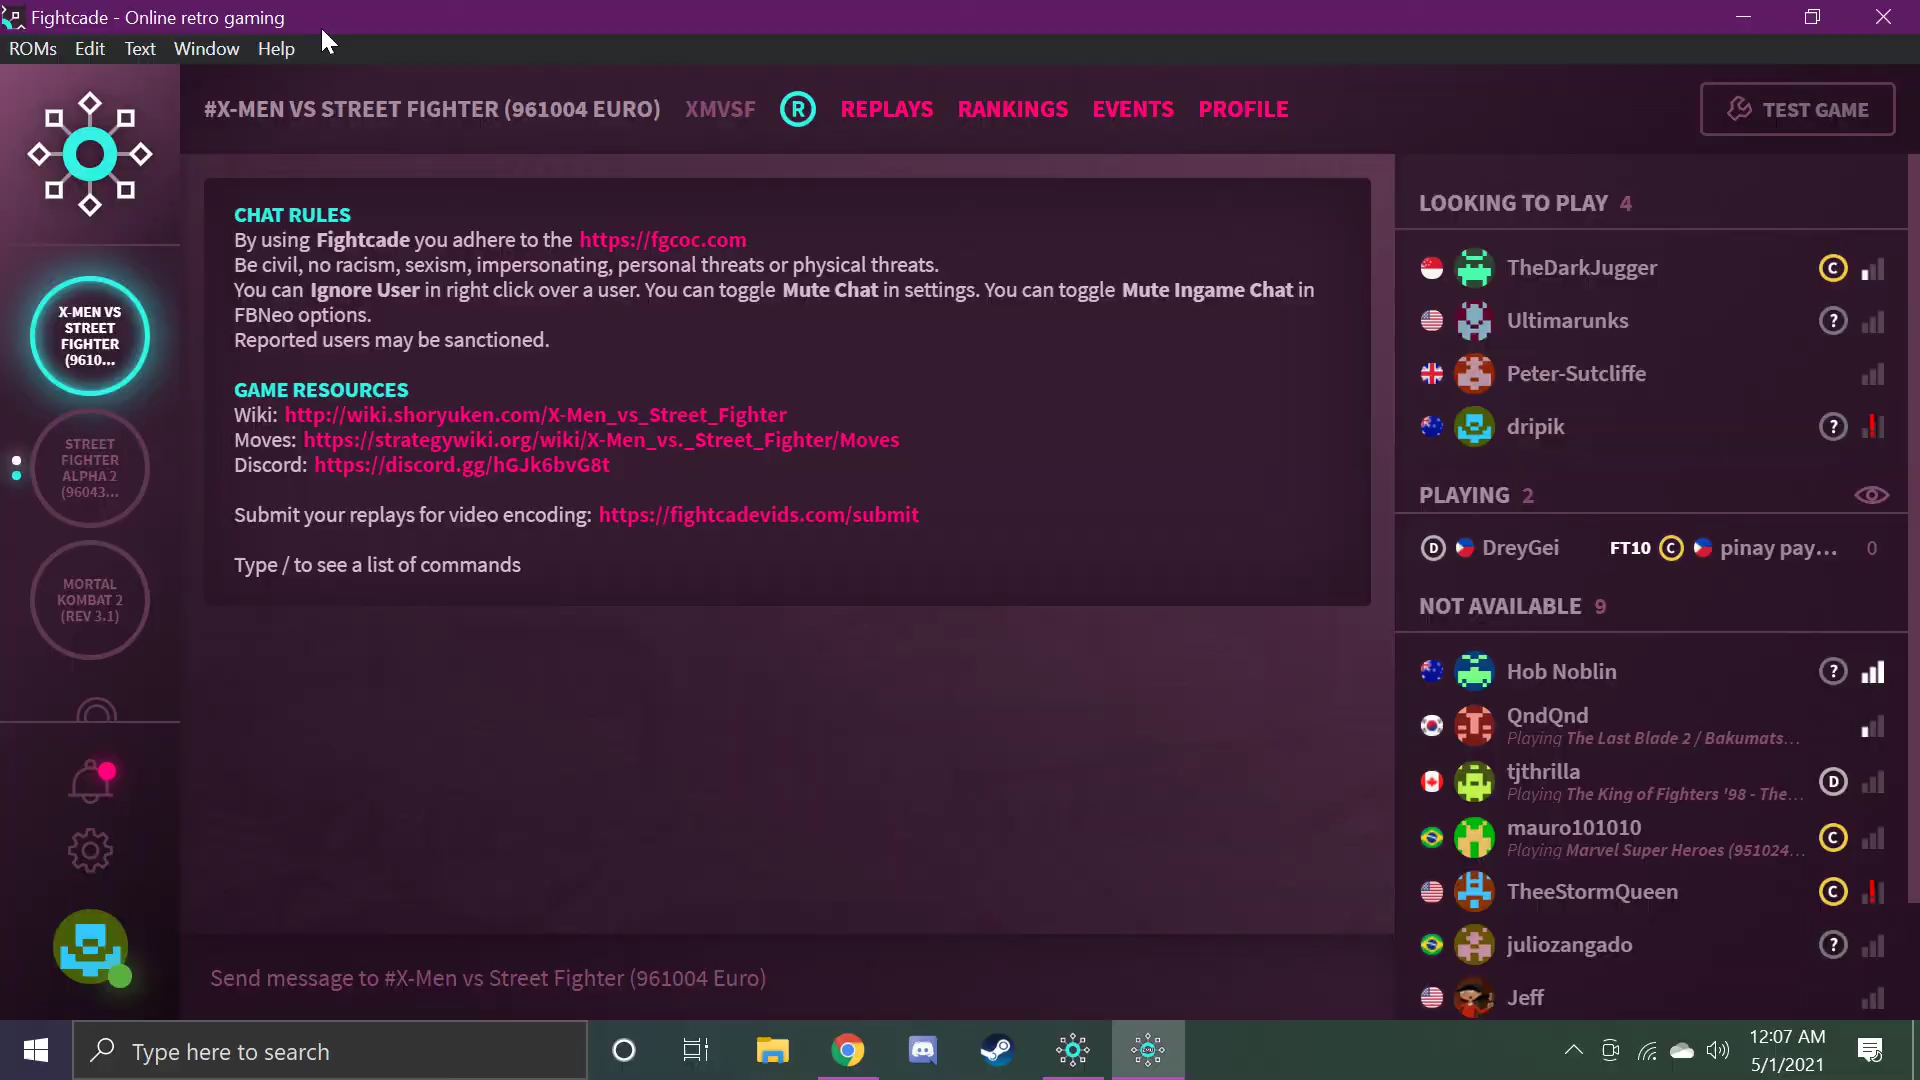 Fightcade - Online retro gaming
ROMs Edit Text Window Help
#X-MEN VS STREET FIGHTER (961004 EURO) XMVSF R REPLAYS RANKINGS EVENTS PROFILE
TEST GAME
X-MEN VS
STREET
FIGHTER
(9610...
STREET
FIGHTER
ALPHA 2
(96043...
MORTAL
KOMBAT 2
(REV 3.1)
CHAT RULES
By using Fightcade you adhere to the https://fgcoc.com
Be civil, no racism, sexism, impersonating, personal threats or physical threats.
You can Ignore User in right click over a user. You can toggle Mute Chat in settings. You can toggle Mute Ingame Chat in
FBNeo options.
Reported users may be sanctioned.
GAME RESOURCES
Wiki: http://wiki.shoryuken.com/X-Men_vs_Street_Fighter
Moves: https://strategywiki.org/wiki/X-Men_vs._Street_Fighter/Moves
Discord: https://discord.gg/hGJk6bvG8t
Submit your replays for video encoding: https://fightcadevids.com/submit
Type / to see a list of commands
Send message to #X-Men vs Street Fighter (961004 Euro)
LOOKING TO PLAY 4
TheDarkJugger C
Ultimarunks ?
Peter-Sutcliffe
dripik ?
PLAYING 2
D DreyGei FT10 C pinay pay... 0
NOT AVAILABLE 9
Hob Noblin ?
QndQnd
Playing The Last Blade 2 / Bakumats...
tjthrilla D
Playing The King of Fighters '98 - The...
mauro101010 C
Playing Marvel Super Heroes (951024...
TheeStormQueen C
juliozangado ?
Jeff
Type here to search
12:07 AM
5/1/2021